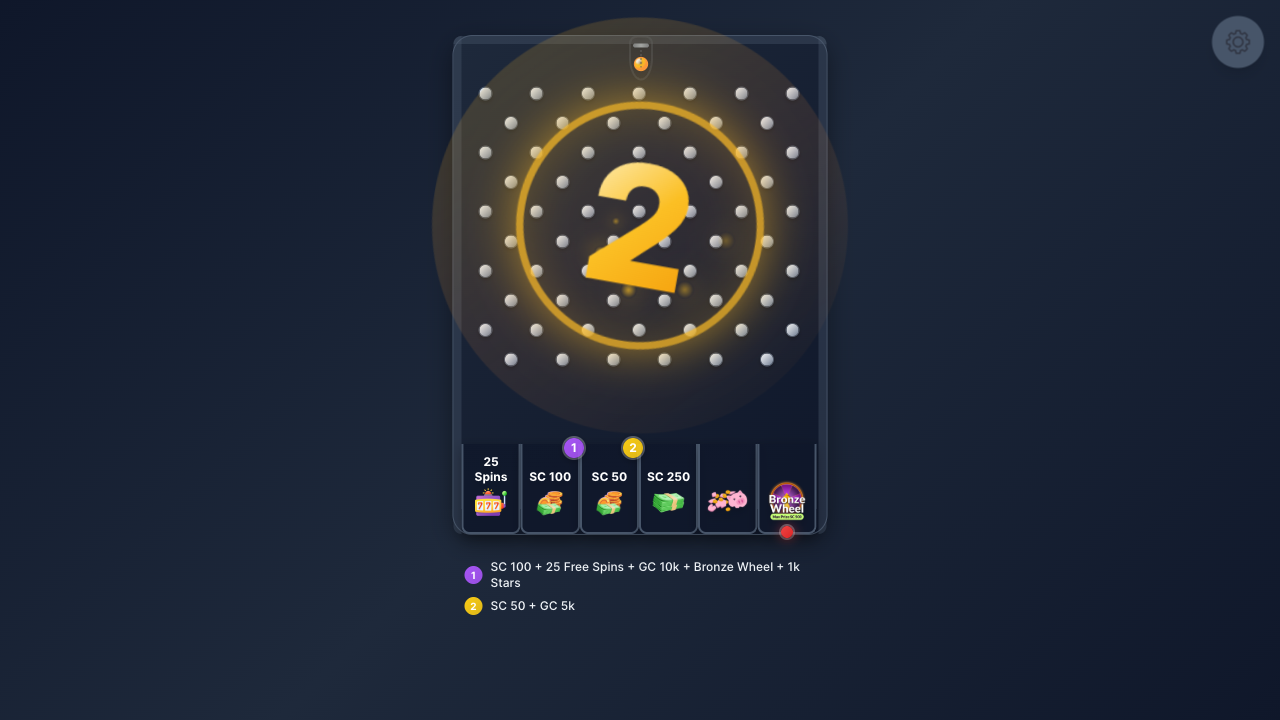 2
1
2
25
Spins
SC 100
SC 50
SC 250
777
Bronze
Wheel
1 SC 100 + 25 Free Spins + GC 10k + Bronze Wheel + 1k
Stars
2 SC 50 + GC 5k